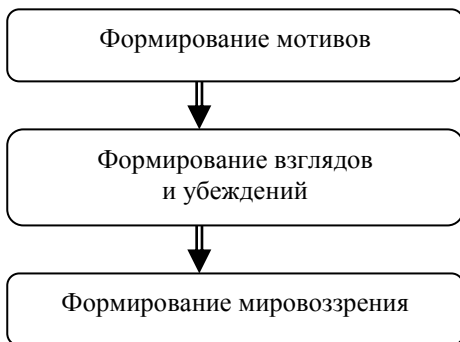 Формирование мотивов
Формирование взглядов
и убеждений
Формирование мировоззрения